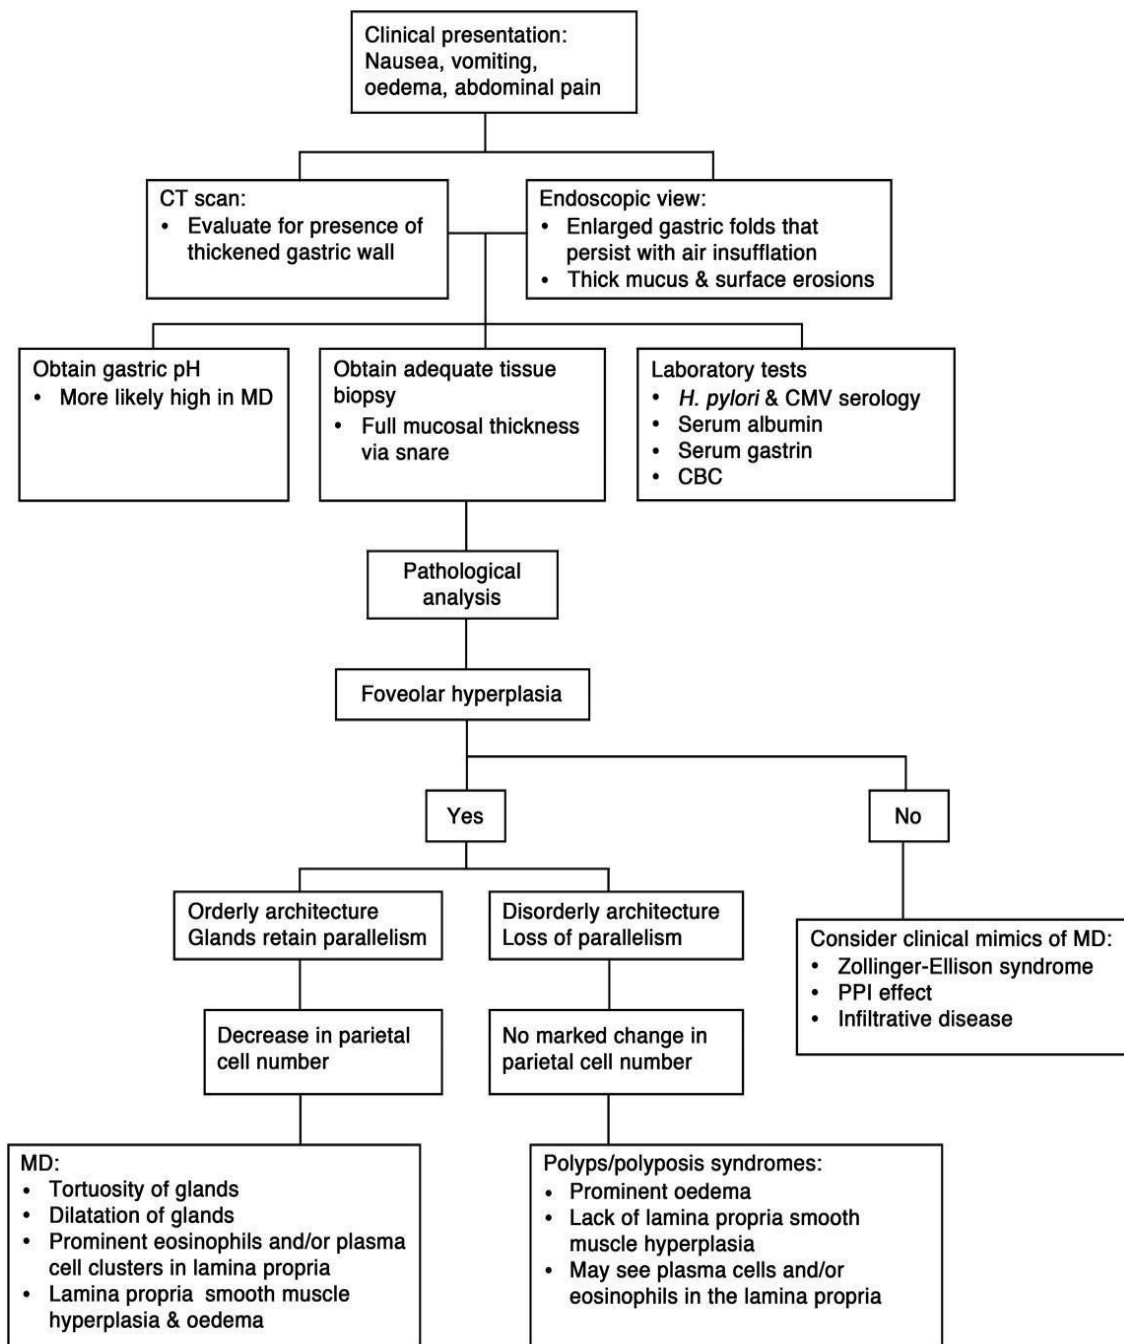 Clinical presentation:
Nausea, vomiting,
oedema, abdominal pain
CT scan:
• Evaluate for presence of
thickened gastric wall
Endoscopic view:
• Enlarged gastric folds that
persist with air insufflation
• Thick mucus & surface erosions
Obtain gastric pH
• More likely high in MD
Obtain adequate tissue
biopsy
• Full mucosal thickness
via snare
Laboratory tests
• H. pylori & CMV serology
• Serum albumin
• Serum gastrin
• CBC
Pathological
analysis
Foveolar hyperplasia
Yes
No
Orderly architecture
Glands retain parallelism
Disorderly architecture
Loss of parallelism
Consider clinical mimics of MD:
• Zollinger-Ellison syndrome
• PPI effect
• Infiltrative disease
Decrease in parietal
cell number
No marked change in
parietal cell number
MD:
• Tortuosity of glands
• Dilatation of glands
• Prominent eosinophils and/or plasma
cell clusters in lamina propria
• Lamina propria smooth muscle
hyperplasia & oedema
Polyps/polyposis syndromes:
• Prominent oedema
• Lack of lamina propria smooth
muscle hyperplasia
• May see plasma cells and/or
eosinophils in the lamina propria